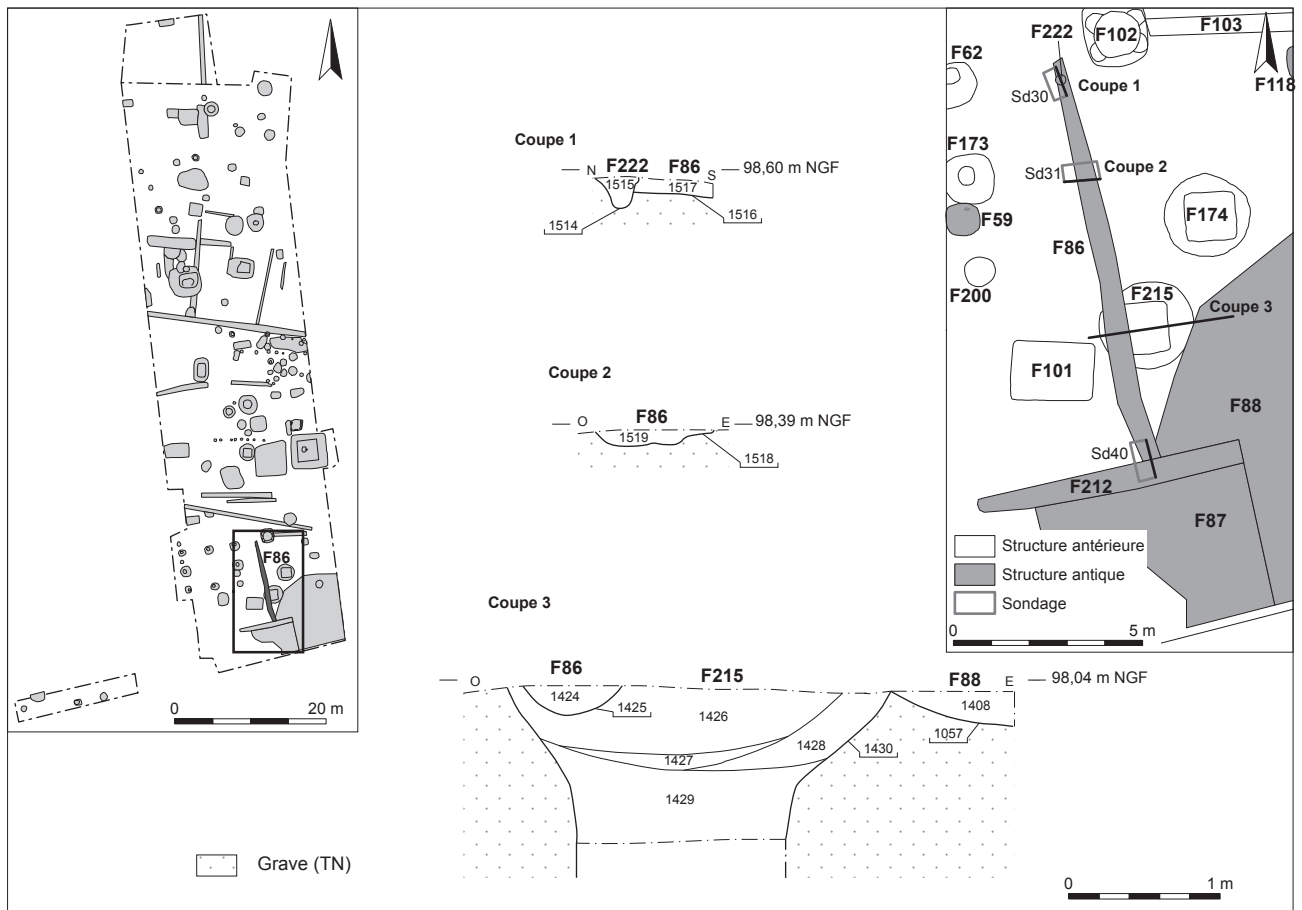 F86
0
20 m
Coupe 1
N
F222
F86
S
98,60 m NGF
1515
1517
1514
1516
Coupe 2
O
F86
E
98,39 m NGF
1519
1518
Coupe 3
O
F86
F215
F88
E
98,04 m NGF
1424
1425
1426
1408
1427
1428
1430
1057
1429
Grave (TN)
0
1 m
F222
F102
F103
F62
F118
Sd30
Coupe 1
F173
Sd31
Coupe 2
F59
F174
F86
F200
F215
Coupe 3
F101
F88
Sd40
F212
F87
Structure antérieure
Structure antique
Sondage
0
5 m